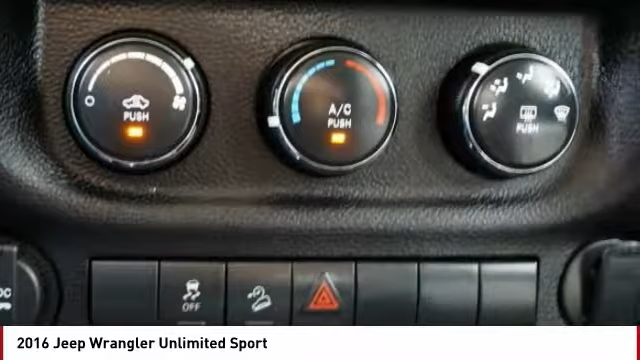 PUSH
A/C
PUSH
PUSH
OFF
2016 Jeep Wrangler Unlimited Sport